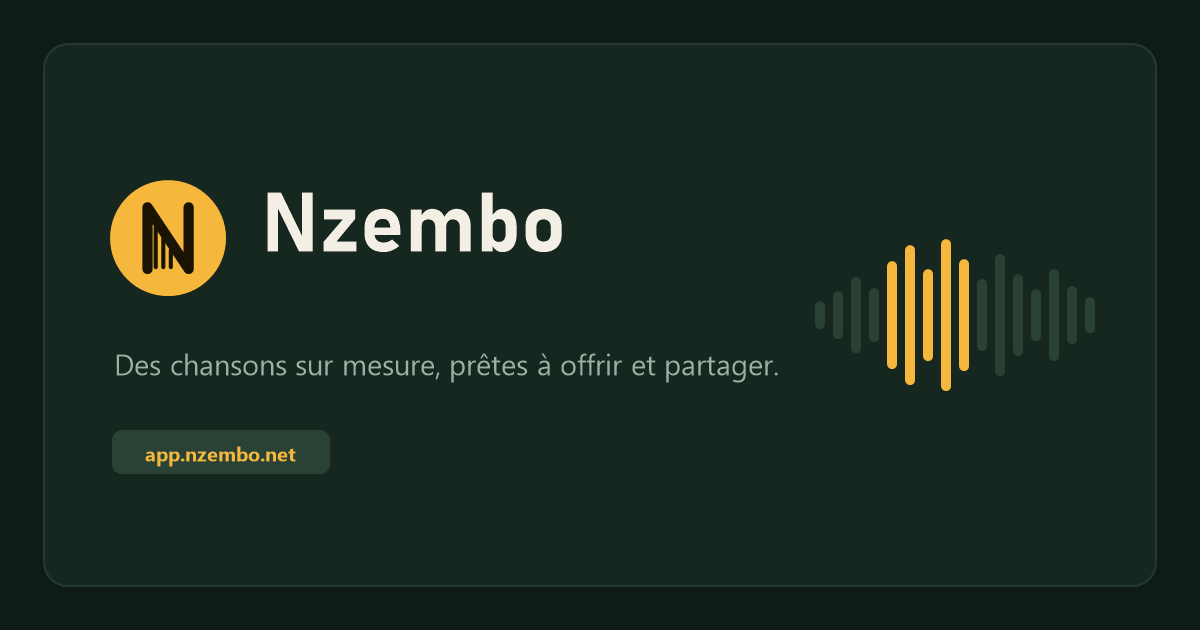 N
Nzembo
Des chansons sur mesure, prêtes à offrir et partager.
app.nzembo.net